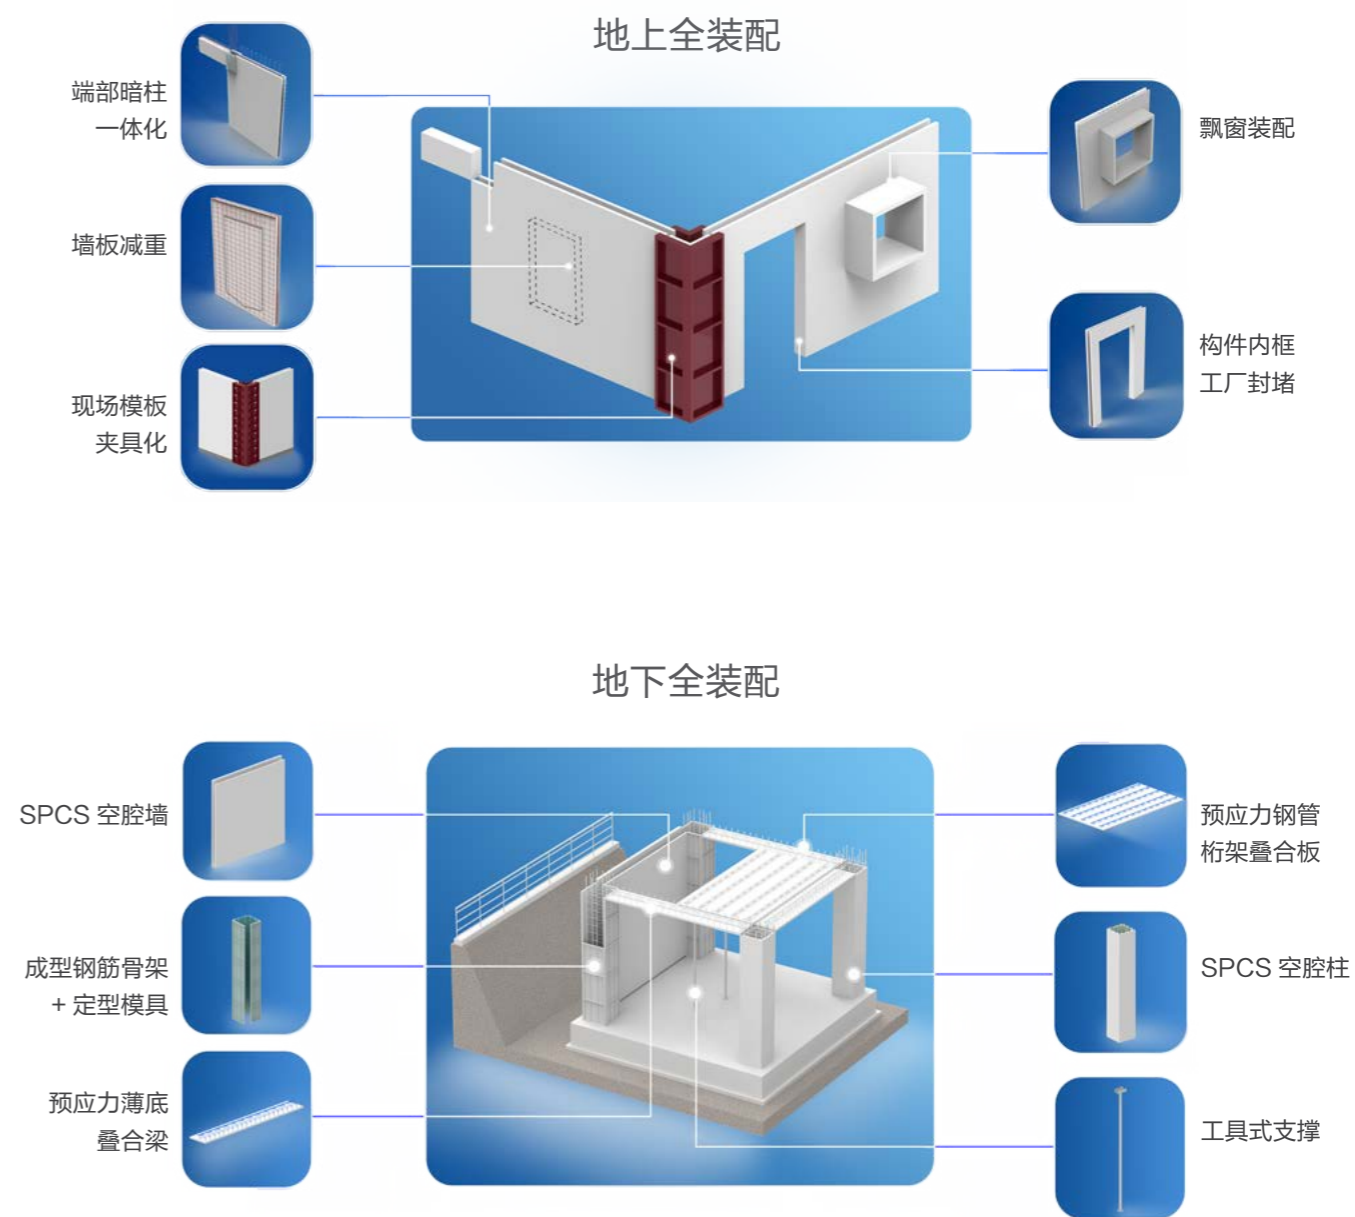 地上全装配
端部暗柱
一体化
墙板减重
现场模板
夹具化
飘窗装配
构件内框
工厂封堵
地下全装配
SPCS 空腔墙
成型钢筋骨架
+ 定型模具
预应力薄底
叠合梁
预应力钢管
桁架叠合板
SPCS 空腔柱
工具式支撑